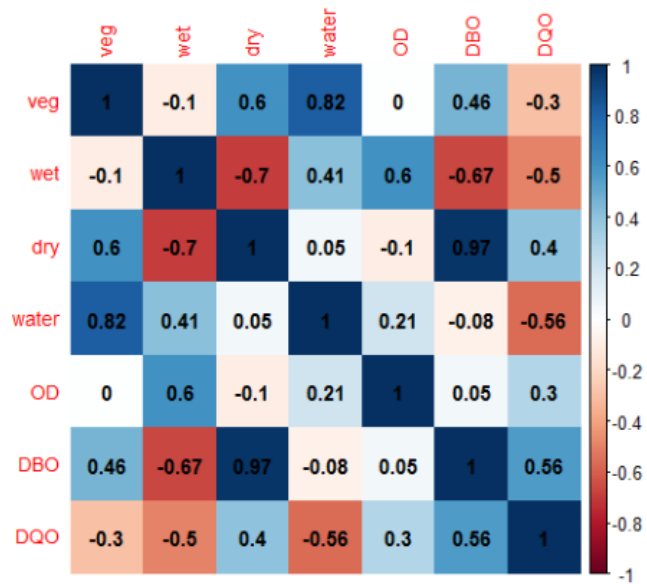 veg wet dry water OD DBO DQO
veg 1 -0.1 0.6 0.82 0 0.46 -0.3
wet -0.1 1 -0.7 0.41 0.6 -0.67 -0.5
dry 0.6 -0.7 1 0.05 -0.1 0.97 0.4
water 0.82 0.41 0.05 1 0.21 -0.08 -0.56
OD 0 0.6 -0.1 0.21 1 0.05 0.3
DBO 0.46 -0.67 0.97 -0.08 0.05 1 0.56
DQO -0.3 -0.5 0.4 -0.56 0.3 0.56 1
1
0.8
0.6
0.4
0.2
0
-0.2
-0.4
-0.6
-0.8
-1